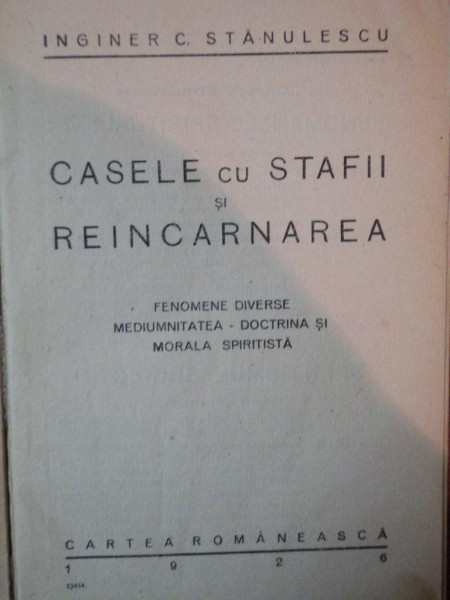 INGINER C. STĂNULESCU
CASELE CU STAFII
ȘI
REINCARNAREA
FENOMENE DIVERSE
MEDIUMNITATEA - DOCTRINA ȘI
MORALA SPIRITISTĂ
CARTEA ROMÂNEASCĂ
1 9 2 6